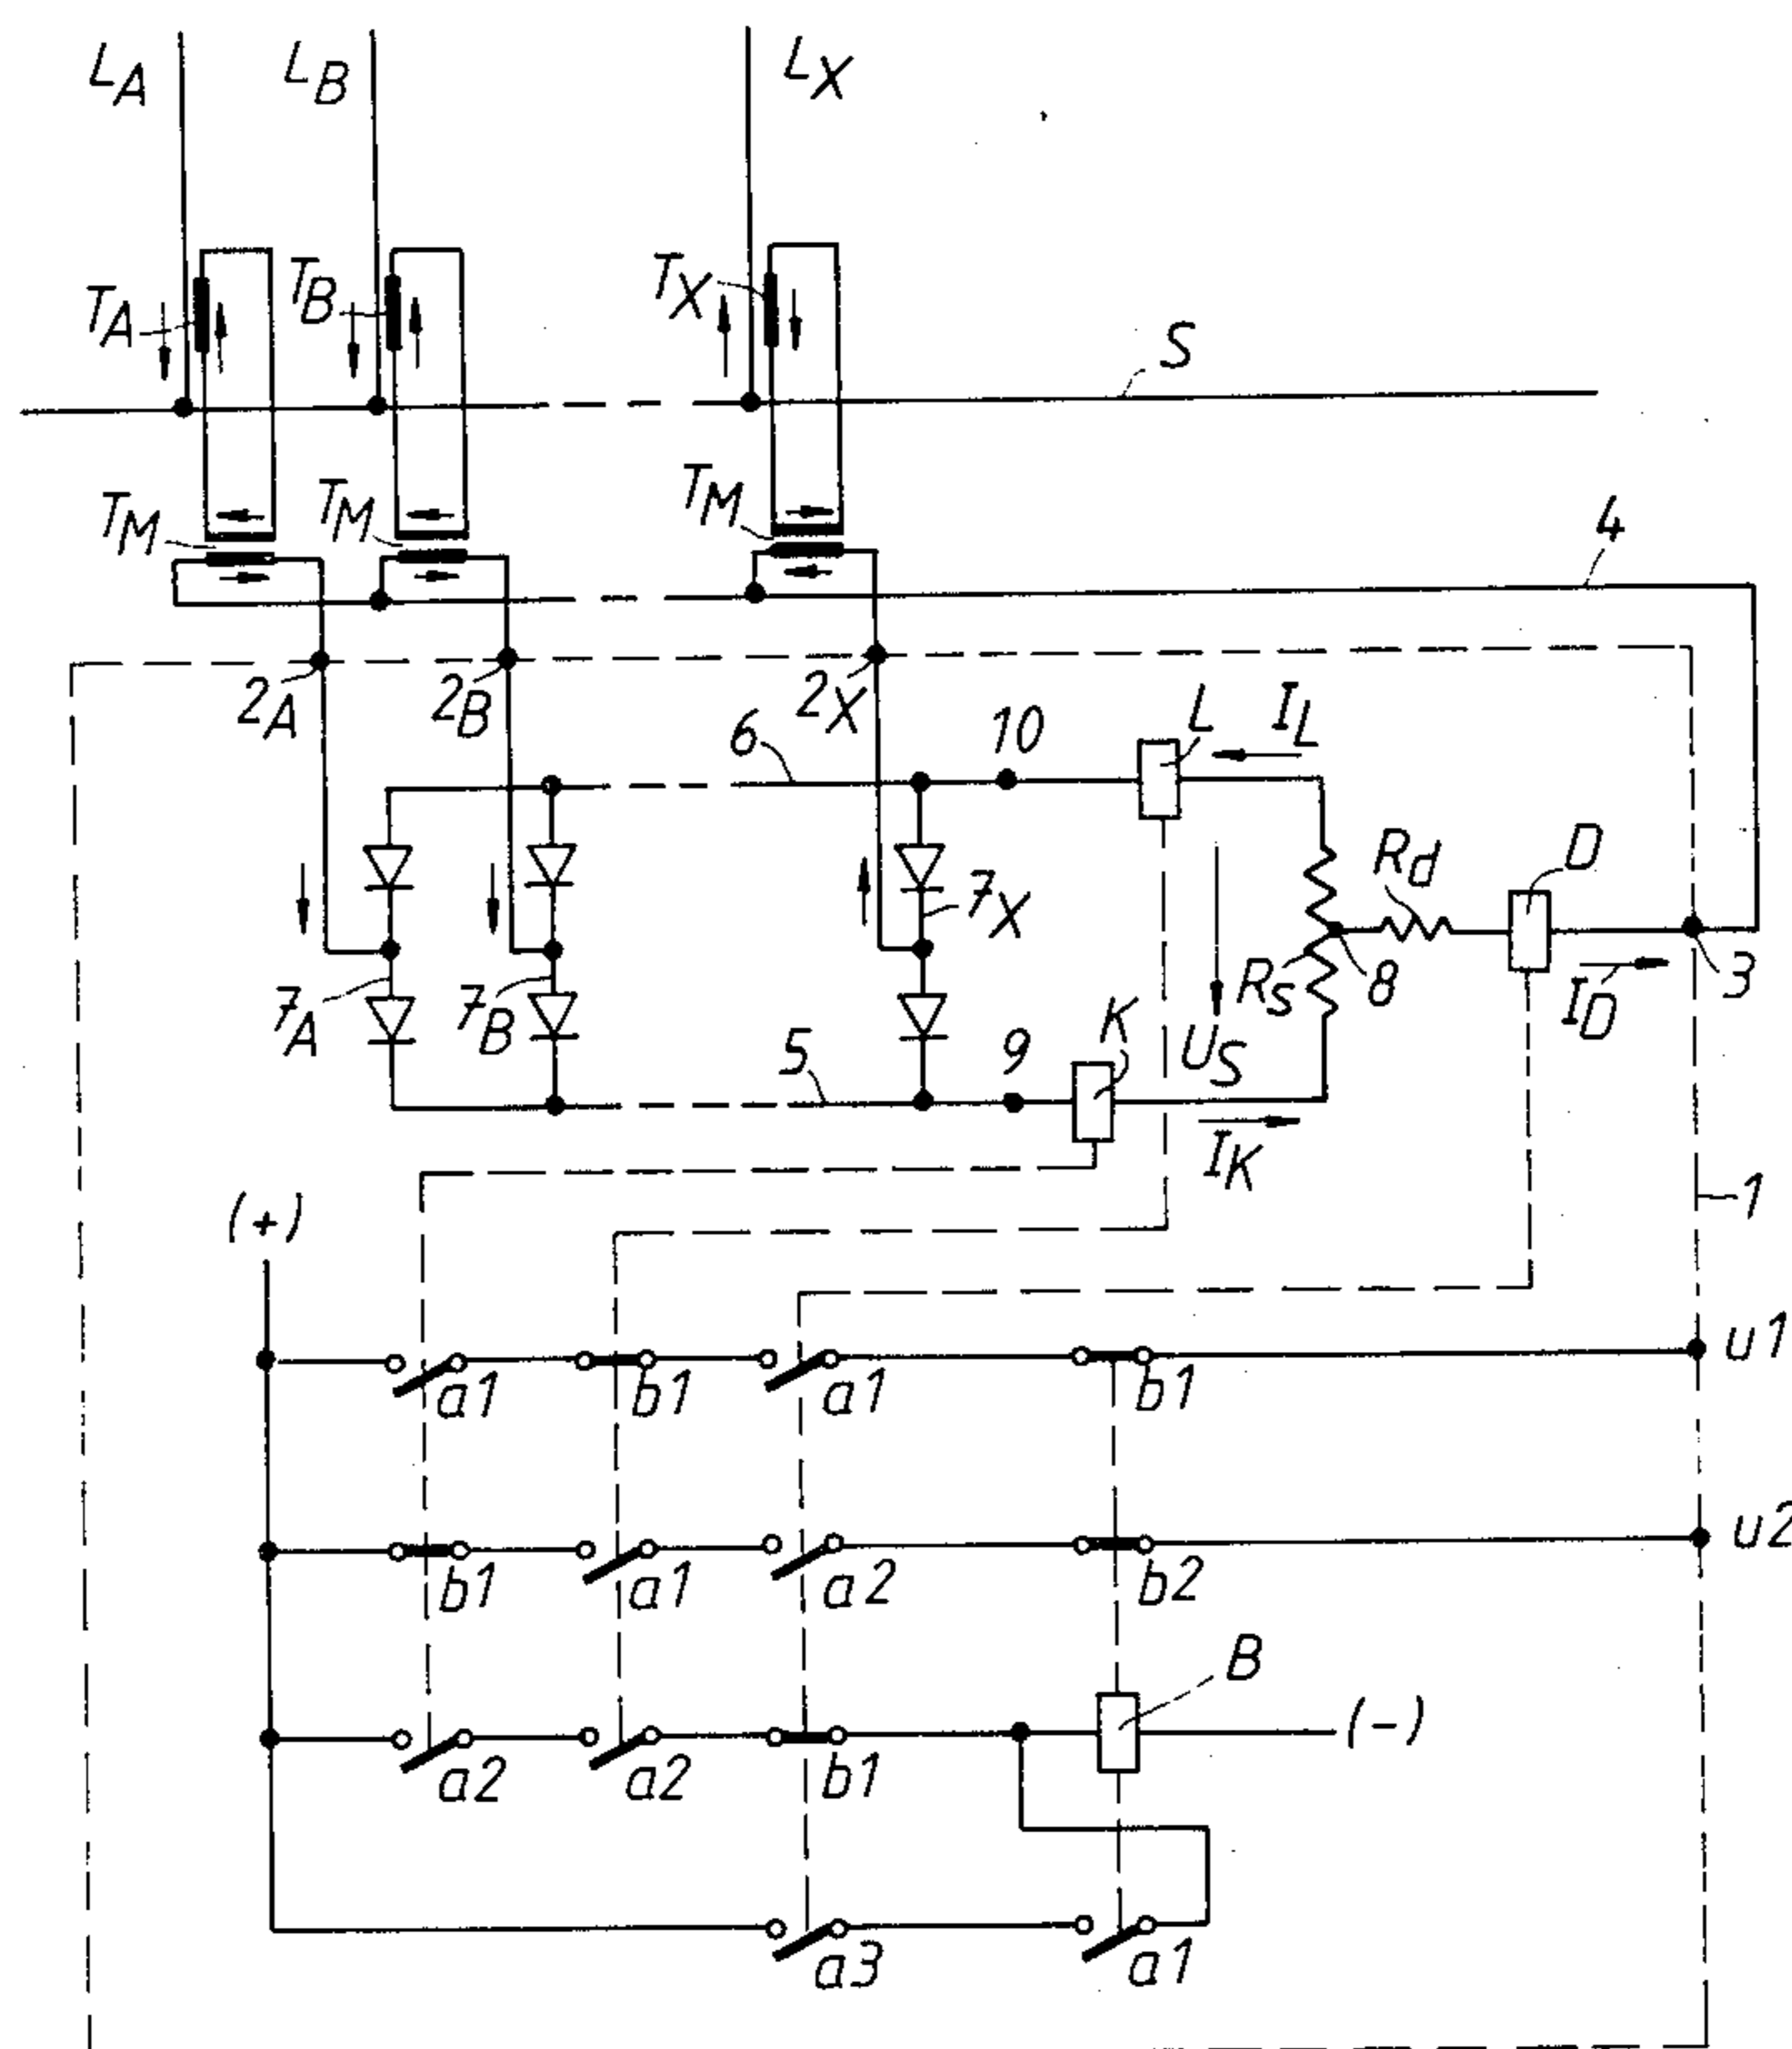 LA LB LX
TA TB TX S
TM TM TM 4
2A 2B 2X
6 10 L IL
Rd D
7X
7A 7B Rs 8 3
5 9 K US ID
IK
(+) 1
a1 b1 a1 b1 u1
b1 a1 a2 b2 u2
B
a2 a2 b1 (-)
a3 a1